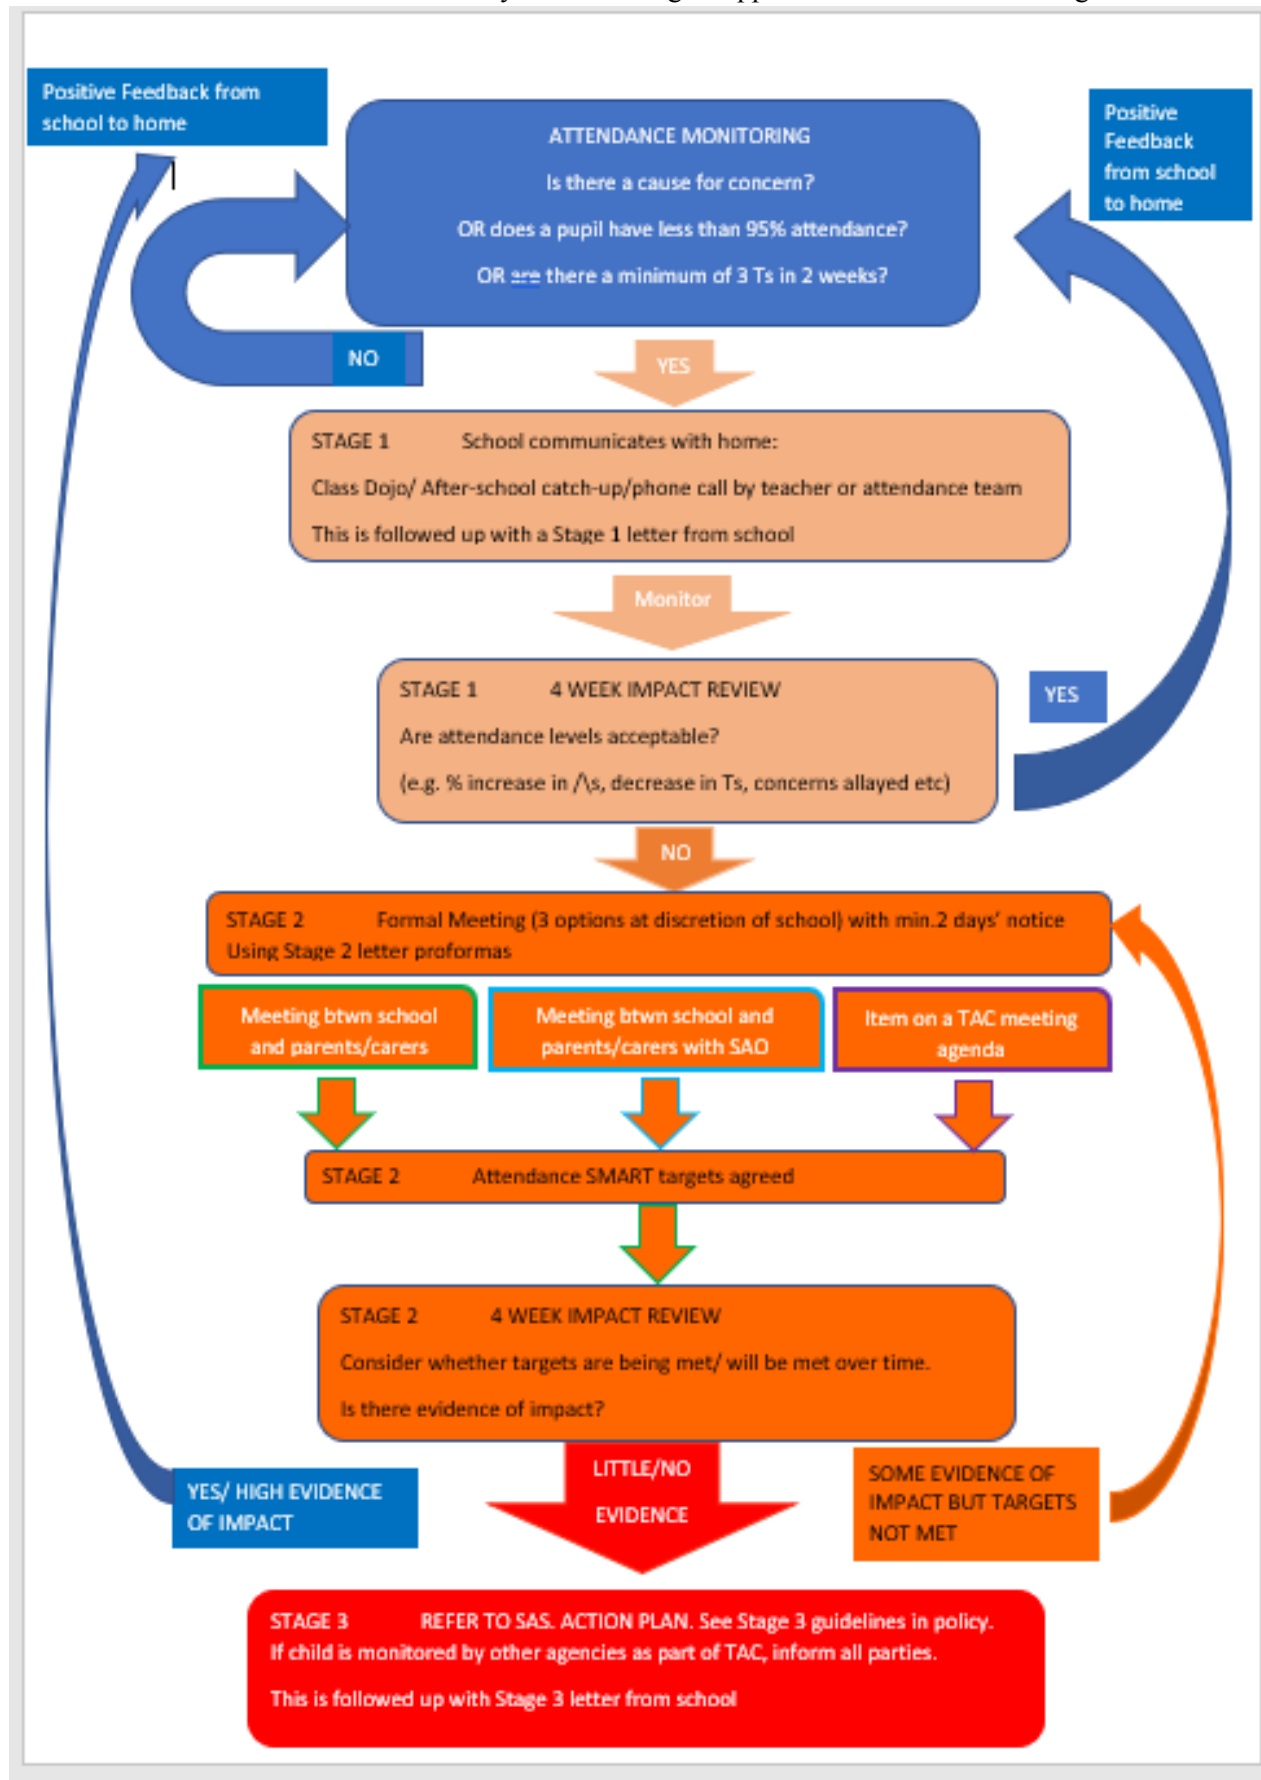 Positive Feedback from
school to home
Positive
Feedback
from school
to home
ATTENDANCE MONITORING
Is there a cause for concern?
OR does a pupil have less than 95% attendance?
OR are there a minimum of 3 Ts in 2 weeks?
NO
YES
STAGE 1 School communicates with home:
Class Dojo/ After-school catch-up/phone call by teacher or attendance team
This is followed up with a Stage 1 letter from school
Monitor
STAGE 1 4 WEEK IMPACT REVIEW
Are attendance levels acceptable?
(e.g. % increase in /\s, decrease in Ts, concerns allayed etc)
YES
NO
STAGE 2 Formal Meeting (3 options at discretion of school) with min.2 days' notice
Using Stage 2 letter proformas
Meeting btwn school
and parents/carers
Meeting btwn school and
parents/carers with SAO
Item on a TAC meeting
agenda
STAGE 2 Attendance SMART targets agreed
STAGE 2 4 WEEK IMPACT REVIEW
Consider whether targets are being met/ will be met over time.
Is there evidence of impact?
YES/ HIGH EVIDENCE
OF IMPACT
LITTLE/NO
EVIDENCE
SOME EVIDENCE OF
IMPACT BUT TARGETS
NOT MET
STAGE 3 REFER TO SAS. ACTION PLAN. See Stage 3 guidelines in policy.
If child is monitored by other agencies as part of TAC, inform all parties.
This is followed up with Stage 3 letter from school